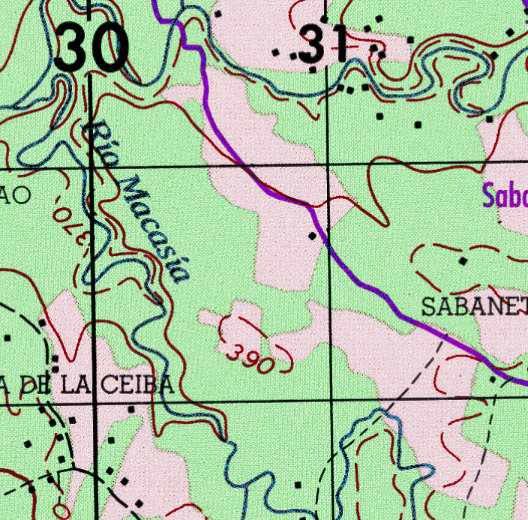 30
31
Río Macasía
AO
370
Saba
SABANET
390
A DE LA CEIBA